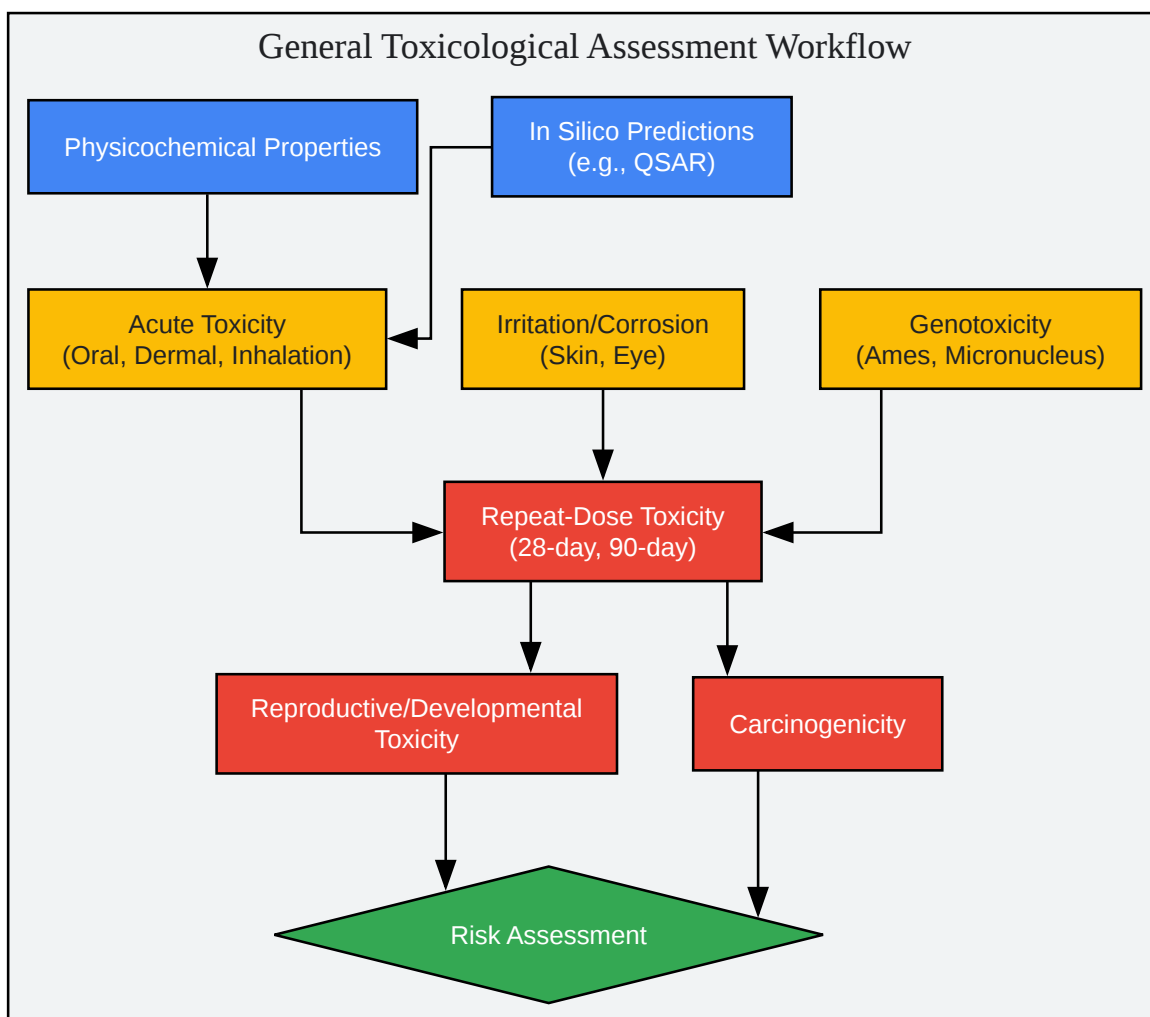 General Toxicological Assessment Workflow
Physicochemical Properties
In Silico Predictions
(e.g., QSAR)
Acute Toxicity
(Oral, Dermal, Inhalation)
Irritation/Corrosion
(Skin, Eye)
Genotoxicity
(Ames, Micronucleus)
Repeat-Dose Toxicity
(28-day, 90-day)
Reproductive/Developmental
Toxicity
Carcinogenicity
Risk Assessment